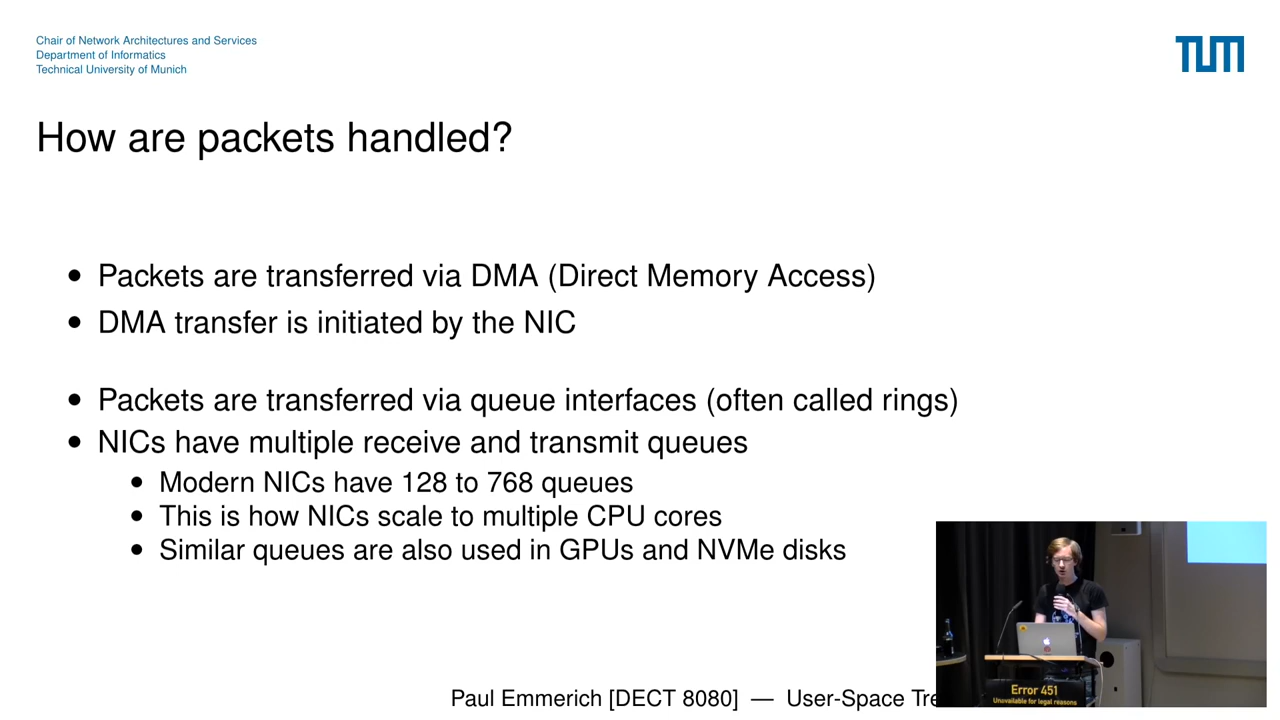 Chair of Network Architectures and Services
Department of Informatics
Technical University of Munich
TUM
How are packets handled?
• Packets are transferred via DMA (Direct Memory Access)
• DMA transfer is initiated by the NIC
• Packets are transferred via queue interfaces (often called rings)
• NICs have multiple receive and transmit queues
• Modern NICs have 128 to 768 queues
• This is how NICs scale to multiple CPU cores
• Similar queues are also used in GPUs and NVMe disks
Paul Emmerich [DECT 8080] — User-Space
Error 451
Unavailable for legal reasons